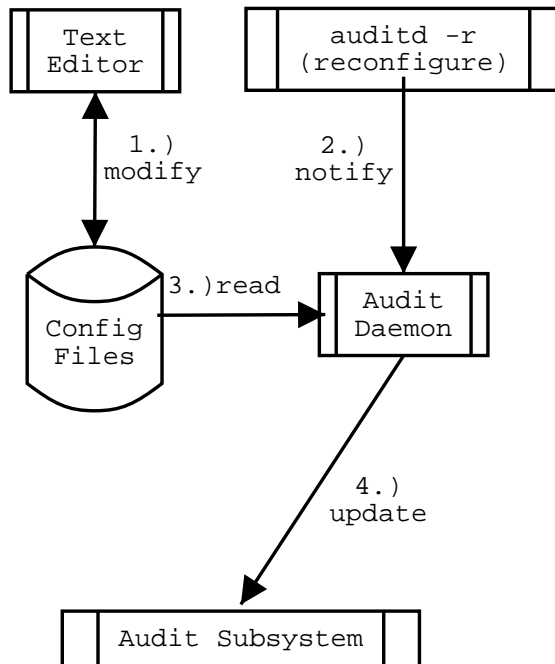 Text
Editor
auditd -r
(reconfigure)
1.)
modify
2.)
notify
3.)read
Config
Files
Audit
Daemon
4.)
update
Audit Subsystem